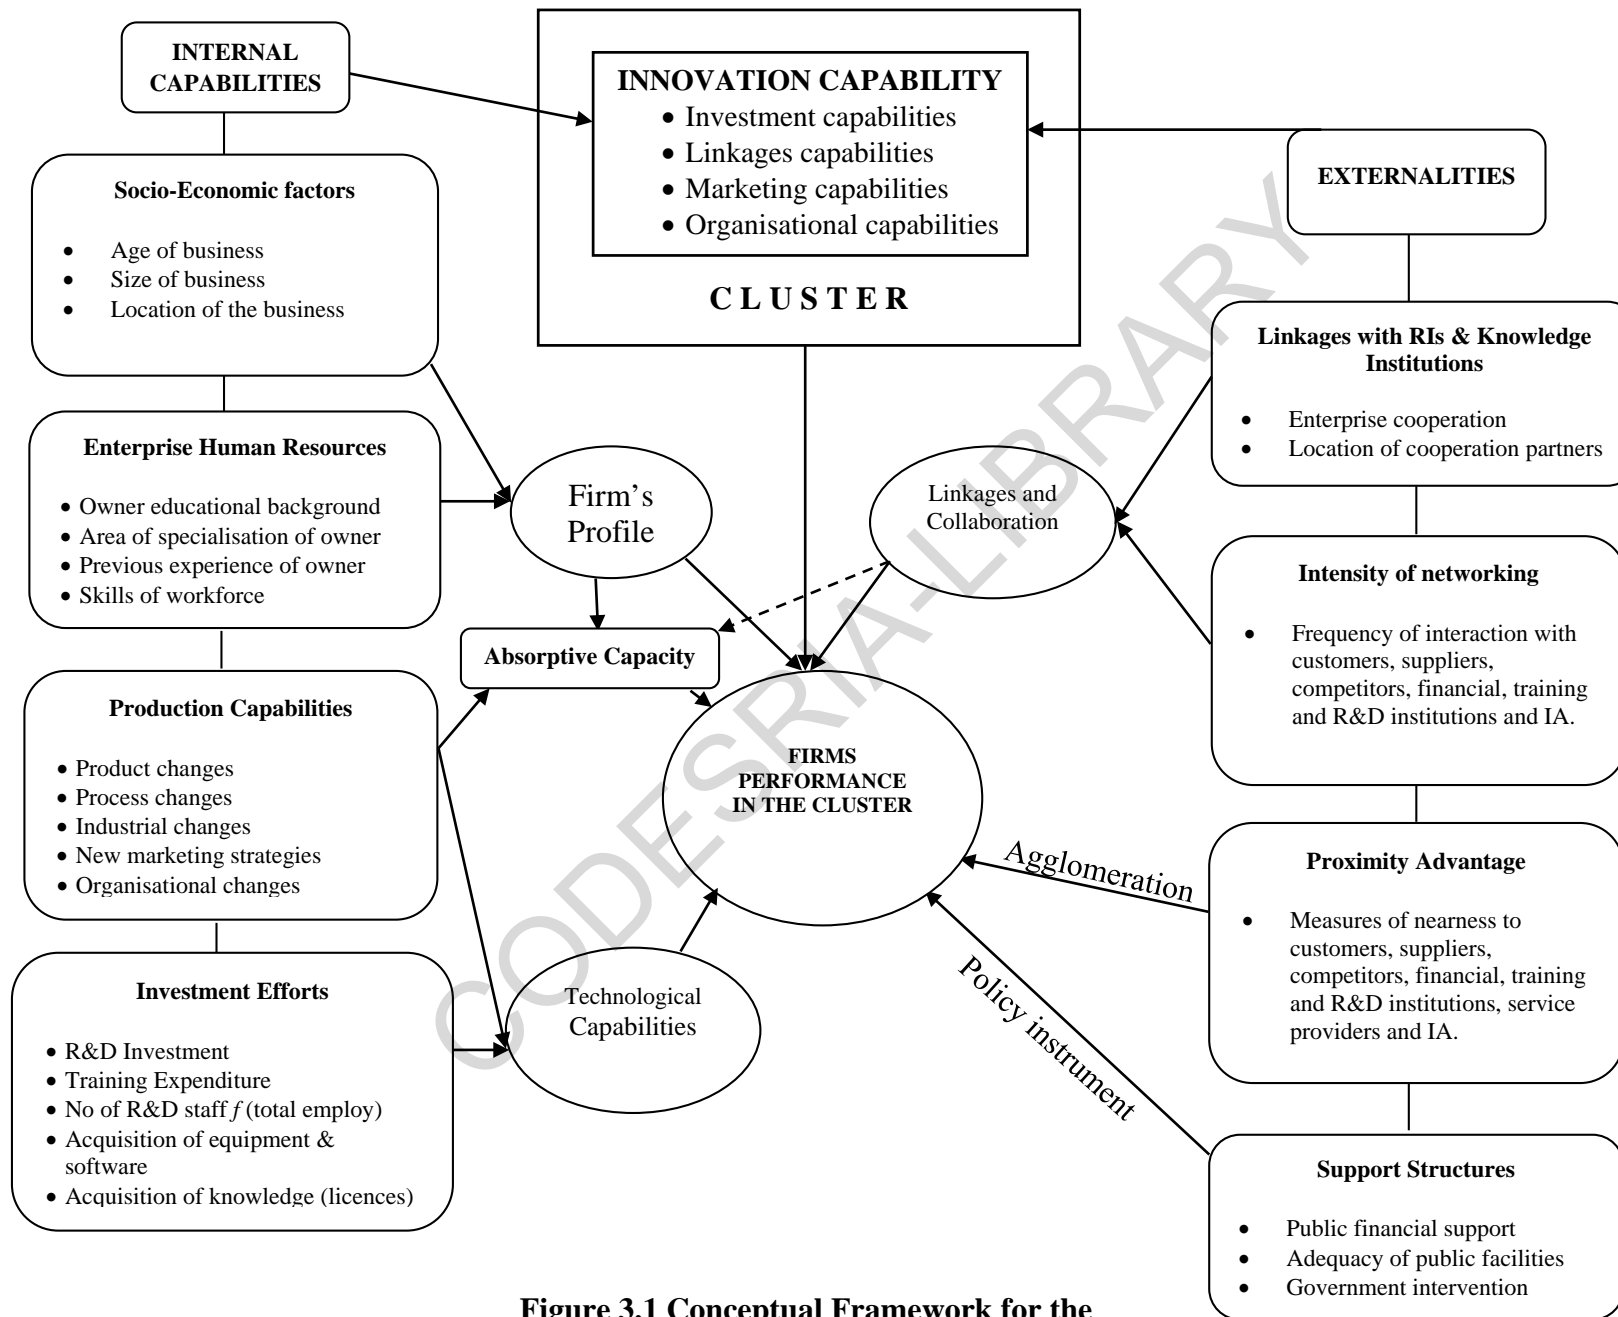 INTERNAL
CAPABILITIES
Socio-Economic factors
• Age of business
• Size of business
• Location of the business
Enterprise Human Resources
• Owner educational background
• Area of specialisation of owner
• Previous experience of owner
• Skills of workforce
Production Capabilities
• Product changes
• Process changes
• Industrial changes
• New marketing strategies
• Organisational changes
Investment Efforts
• R&D Investment
• Training Expenditure
• No of R&D staff f (total employ)
• Acquisition of equipment &
software
• Acquisition of knowledge (licences)
INNOVATION CAPABILITY
• Investment capabilities
• Linkages capabilities
• Marketing capabilities
• Organisational capabilities
C L U S T E R
Firm's
Profile
Linkages and
Collaboration
Absorptive Capacity
FIRMS
PERFORMANCE
IN THE CLUSTER
Technological
Capabilities
Agglomeration
Policy instrument
EXTERNALITIES
Linkages with RIs & Knowledge
Institutions
• Enterprise cooperation
• Location of cooperation partners
Intensity of networking
• Frequency of interaction with
customers, suppliers,
competitors, financial, training
and R&D institutions and IA.
Proximity Advantage
• Measures of nearness to
customers, suppliers,
competitors, financial, training
and R&D institutions, service
providers and IA.
Support Structures
• Public financial support
• Adequacy of public facilities
• Government intervention
CODESRIA-LIBRARY
Figure 3.1 Conceptual Framework for the